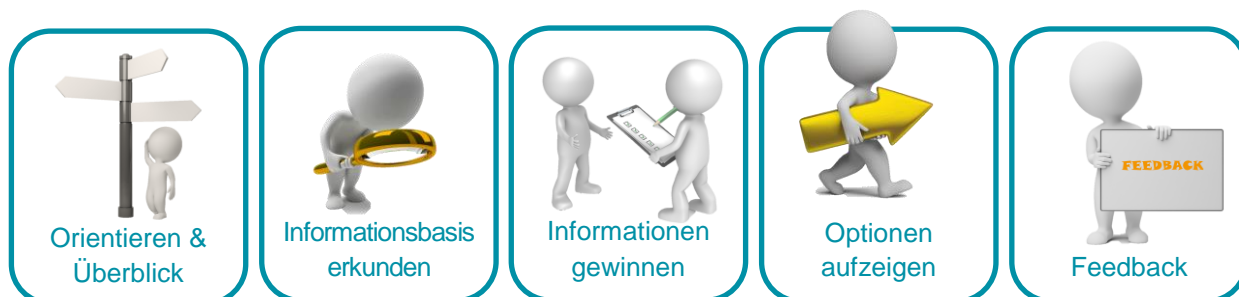 Orientieren &
Überblick
Informationsbasis
erkunden
Informationen
gewinnen
Optionen
aufzeigen
FEEDBACK
Feedback